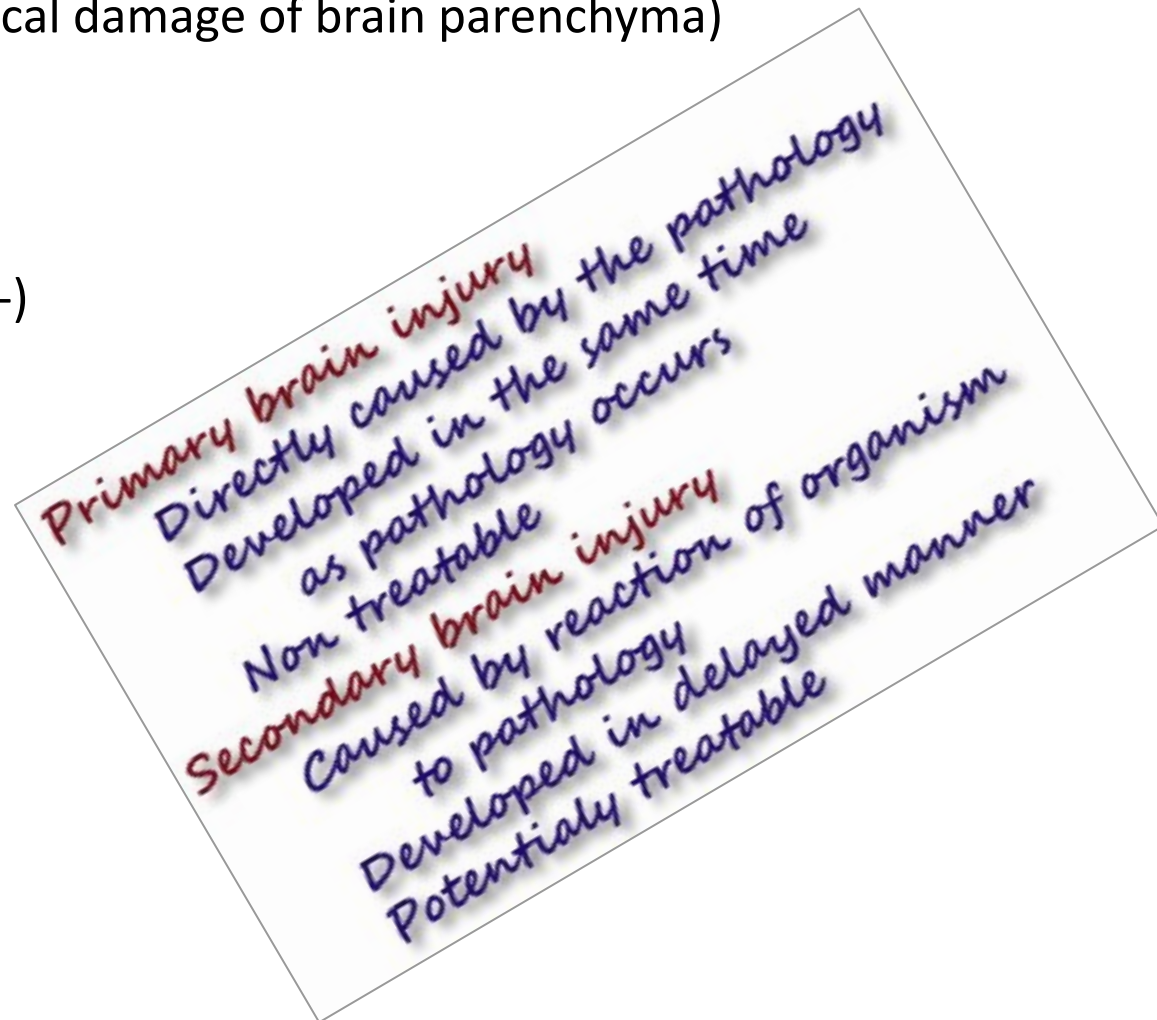 cal damage of brain parenchyma)
-)
Primary brain injury
Directly caused by the pathology
Developed in the same time
as pathology occurs
Non treatable
Secondary brain injury
Caused by reaction of organism
to pathology
Developed in delayed manner
Potentialy treatable